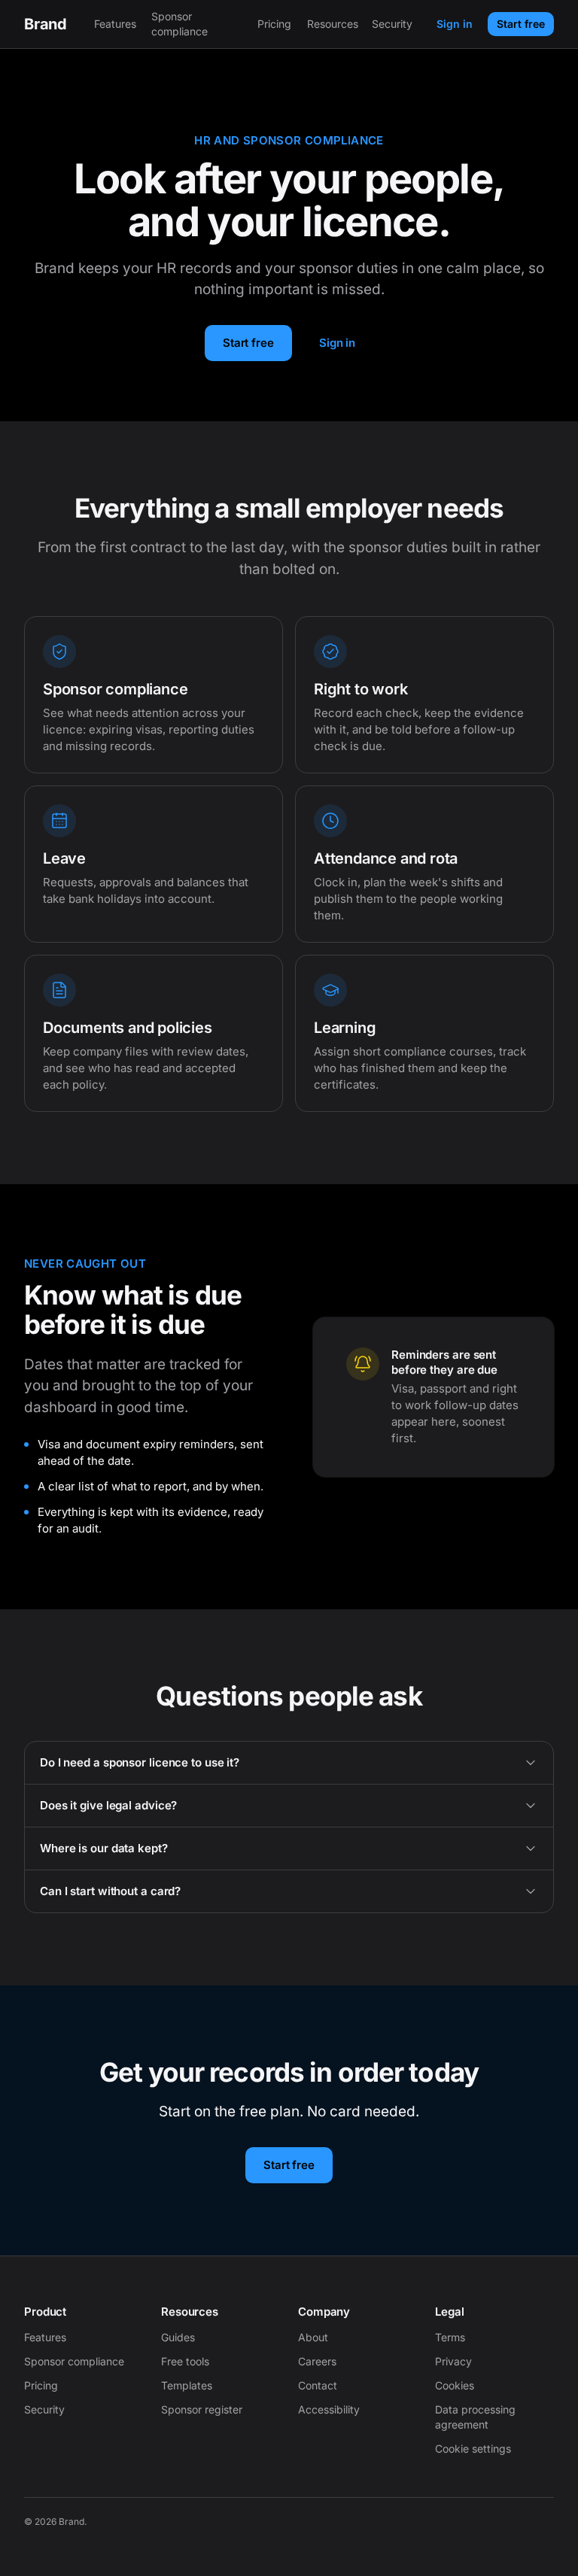 Brand
Features
Sponsor
compliance
Pricing
Resources
Security
Sign in
Start free
HR AND SPONSOR COMPLIANCE
Look after your people,
and your licence.
Brand keeps your HR records and your sponsor duties in one calm place, so
nothing important is missed.
Start free
Sign in
Everything a small employer needs
From the first contract to the last day, with the sponsor duties built in rather
than bolted on.
Sponsor compliance
See what needs attention across your
licence: expiring visas, reporting duties
and missing records.
Right to work
Record each check, keep the evidence
with it, and be told before a follow-up
check is due.
Leave
Requests, approvals and balances that
take bank holidays into account.
Attendance and rota
Clock in, plan the week's shifts and
publish them to the people working
them.
Documents and policies
Keep company files with review dates,
and see who has read and accepted
each policy.
Learning
Assign short compliance courses, track
who has finished them and keep the
certificates.
NEVER CAUGHT OUT
Know what is due
before it is due
Dates that matter are tracked for
you and brought to the top of your
dashboard in good time.
Visa and document expiry reminders, sent
ahead of the date.
A clear list of what to report, and by when.
Everything is kept with its evidence, ready
for an audit.
Reminders are sent
before they are due
Visa, passport and right
to work follow-up dates
appear here, soonest
first.
Questions people ask
Do I need a sponsor licence to use it?
Does it give legal advice?
Where is our data kept?
Can I start without a card?
Get your records in order today
Start on the free plan. No card needed.
Start free
Product
Features
Sponsor compliance
Pricing
Security
Resources
Guides
Free tools
Templates
Sponsor register
Company
About
Careers
Contact
Accessibility
Legal
Terms
Privacy
Cookies
Data processing
agreement
Cookie settings
© 2026 Brand.